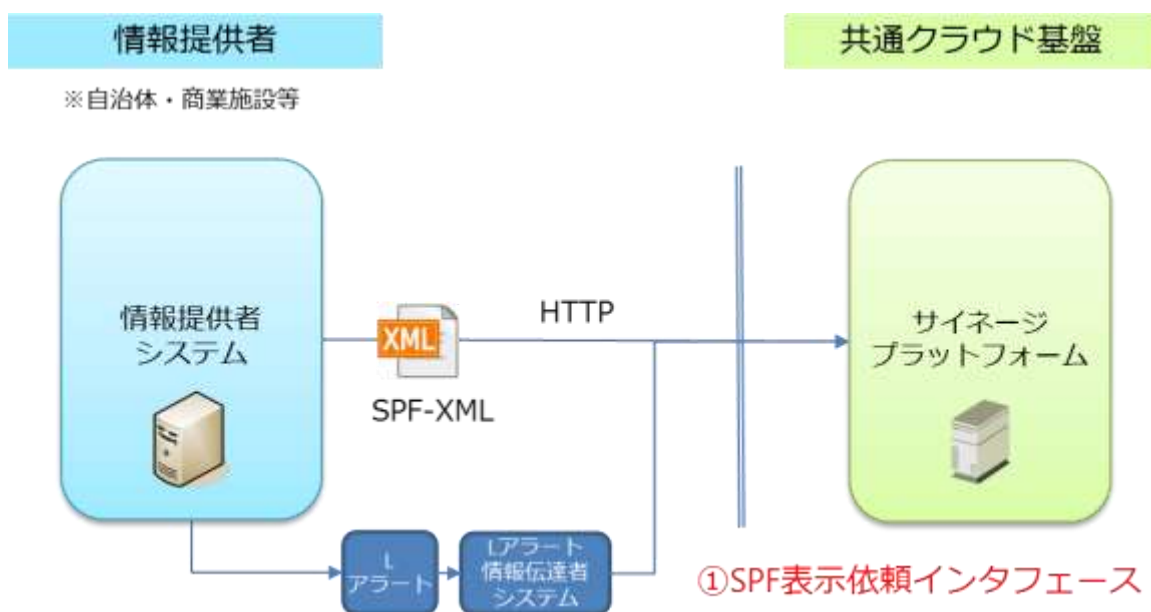 情報提供者
共通クラウド基盤
※自治体・商業施設等
情報提供者
システム
XML
SPF-XML
HTTP
サイネージ
プラットフォーム
L
アラート
Lアラート
情報伝達者
システム
①SPF表示依頼インタフェース